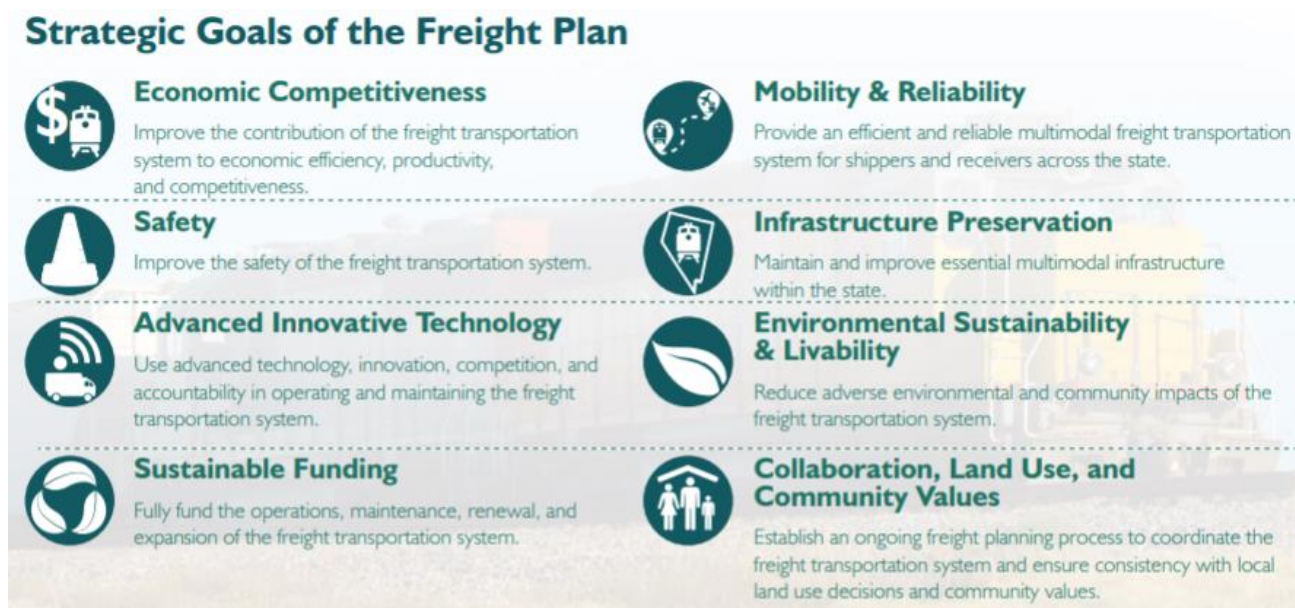 Strategic Goals of the Freight Plan
$
Economic Competitiveness
Improve the contribution of the freight transportation
system to economic efficiency, productivity,
and competitiveness.
Mobility & Reliability
Provide an efficient and reliable multimodal freight transportation
system for shippers and receivers across the state.
Safety
Improve the safety of the freight transportation system.
Infrastructure Preservation
Maintain and improve essential multimodal infrastructure
within the state.
Advanced Innovative Technology
Use advanced technology, innovation, competition, and
accountability in operating and maintaining the freight
transportation system.
Environmental Sustainability
& Livability
Reduce adverse environmental and community impacts of the
freight transportation system.
Sustainable Funding
Fully fund the operations, maintenance, renewal, and
expansion of the freight transportation system.
Collaboration, Land Use, and
Community Values
Establish an ongoing freight planning process to coordinate the
freight transportation system and ensure consistency with local
land use decisions and community values.